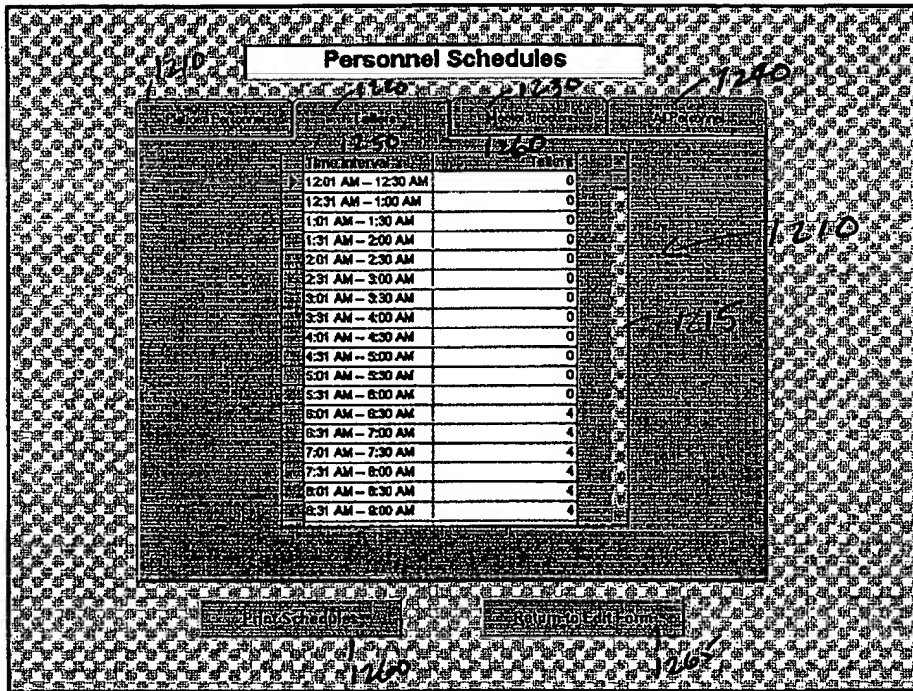 Personnel Schedules
1210 1220 1230 1240
Tellers All Personnel
1250 1260
Time Interval Tellers
12:01 AM – 12:30 AM 0
12:31 AM – 1:00 AM 0
1:01 AM – 1:30 AM 0
1:31 AM – 2:00 AM 0
2:01 AM – 2:30 AM 0
2:31 AM – 3:00 AM 0
3:01 AM – 3:30 AM 0
3:31 AM – 4:00 AM 0
4:01 AM – 4:30 AM 0
4:31 AM – 5:00 AM 0
5:01 AM – 5:30 AM 0
5:31 AM – 6:00 AM 0
6:01 AM – 6:30 AM 4
6:31 AM – 7:00 AM 4
7:01 AM – 7:30 AM 4
7:31 AM – 8:00 AM 4
8:01 AM – 8:30 AM 4
8:31 AM – 9:00 AM 4
1210
1215
Print Schedules Return to Edit Form
1260 1265